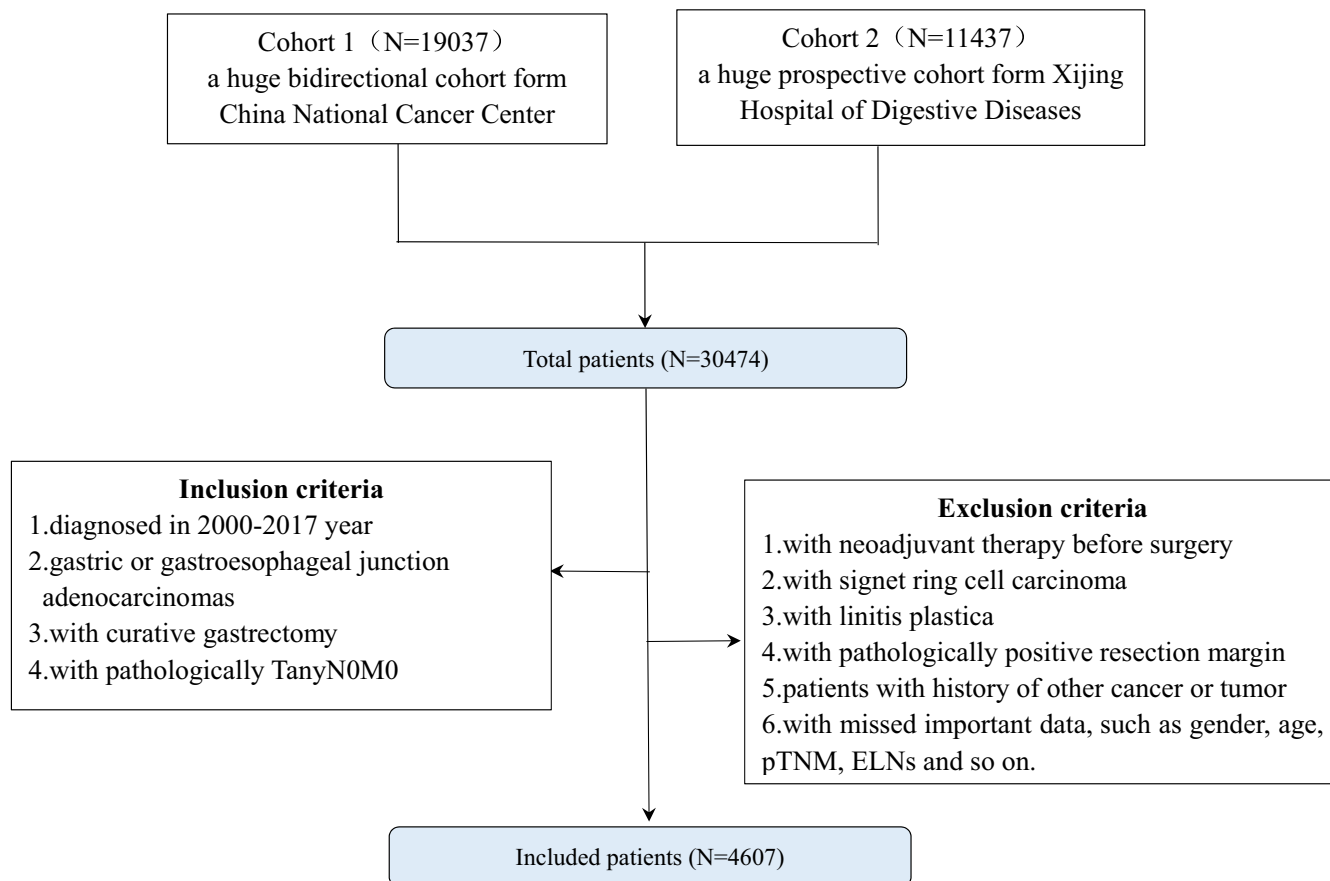 Cohort 1（N=19037）
a huge bidirectional cohort form
China National Cancer Center
Cohort 2（N=11437）
a huge prospective cohort form Xijing
Hospital of Digestive Diseases
Total patients (N=30474)
Inclusion criteria
1.diagnosed in 2000-2017 year
2.gastric or gastroesophageal junction
adenocarcinomas
3.with curative gastrectomy
4.with pathologically TanyN0M0
Exclusion criteria
1.with neoadjuvant therapy before surgery
2.with signet ring cell carcinoma
3.with linitis plastica
4.with pathologically positive resection margin
5.patients with history of other cancer or tumor
6.with missed important data, such as gender, age,
pTNM, ELNs and so on.
Included patients (N=4607)